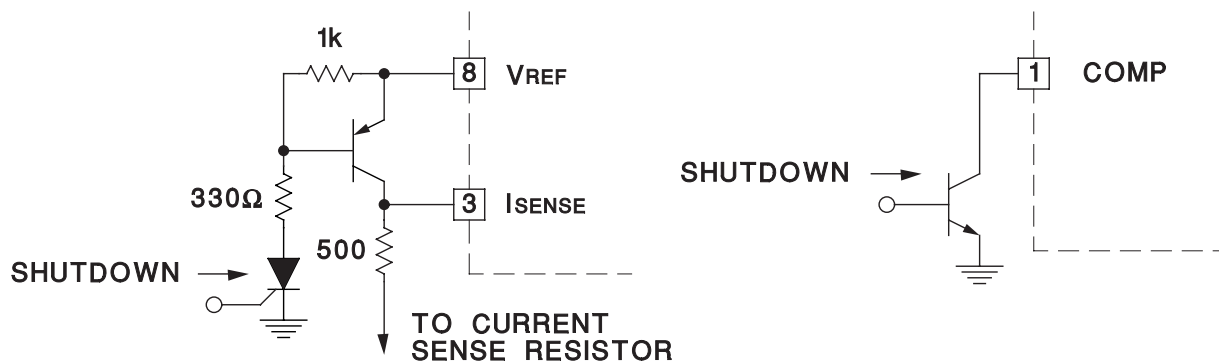 1k
8 VREF
1 COMP
SHUTDOWN
330Ω
3 ISENSE
500
SHUTDOWN
TO CURRENT
SENSE RESISTOR